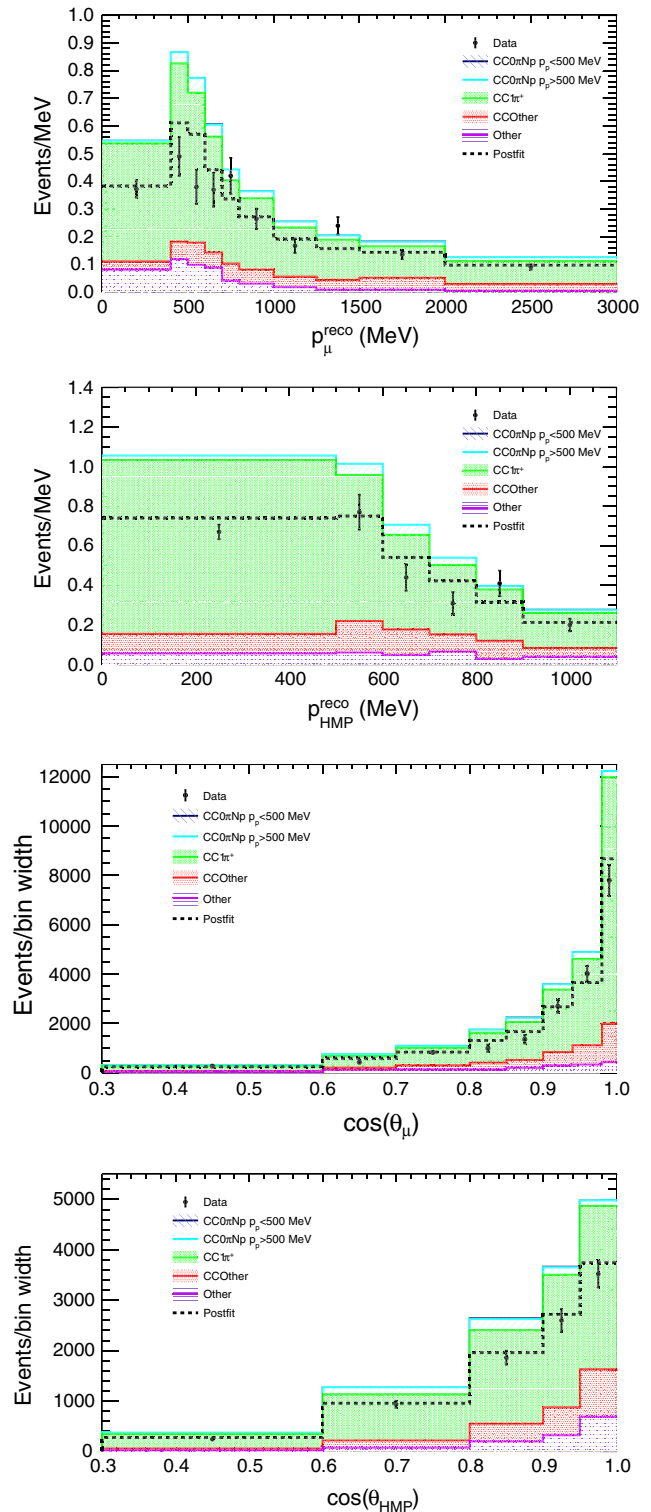 1.0
0.9
0.8
0.7
0.6
0.5
0.4
0.3
0.2
0.1
0.0
Events/MeV
Data
CC0πNp p_p<500 MeV
CC0πNp p_p>500 MeV
CC1π⁺
CCOther
Other
Postfit
0 500 1000 1500 2000 2500 3000
p_μ^reco (MeV)
1.4
1.2
1.0
0.8
0.6
0.4
0.2
0.0
Events/MeV
Data
CC0πNp p_p<500 MeV
CC0πNp p_p>500 MeV
CC1π⁺
CCOther
Other
Postfit
0 200 400 600 800 1000
p_HMP^reco (MeV)
12000
10000
8000
6000
4000
2000
0
Events/bin width
Data
CC0πNp p_p<500 MeV
CC0πNp p_p>500 MeV
CC1π⁺
CCOther
Other
Postfit
0.3 0.4 0.5 0.6 0.7 0.8 0.9 1.0
cos(θ_μ)
5000
4000
3000
2000
1000
0
Events/bin width
Data
CC0πNp p_p<500 MeV
CC0πNp p_p>500 MeV
CC1π⁺
CCOther
Other
Postfit
0.3 0.4 0.5 0.6 0.7 0.8 0.9 1.0
cos(θ_HMP)